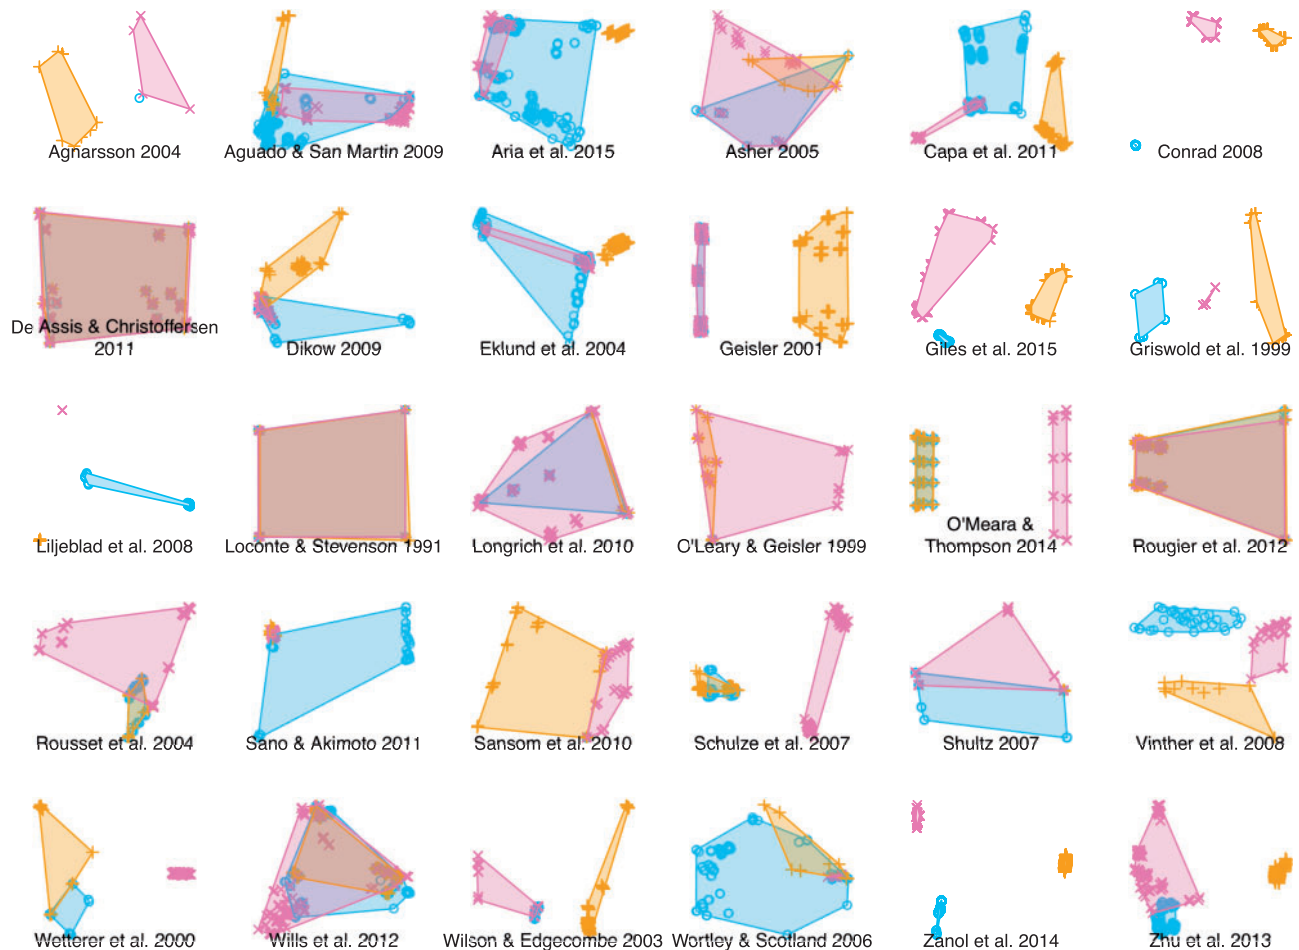 Agnarsson 2004
Aguado & San Martin 2009
Aria et al. 2015
Asher 2005
Capa et al. 2011
Conrad 2008
De Assis & Christoffersen
2011
Dikow 2009
Eklund et al. 2004
Geisler 2001
Giles et al. 2015
Griswold et al. 1999
Liljeblad et al. 2008
Loconte & Stevenson 1991
Longrich et al. 2010
O'Leary & Geisler 1999
O'Meara &
Thompson 2014
Rougier et al. 2012
Rousset et al. 2004
Sano & Akimoto 2011
Sansom et al. 2010
Schulze et al. 2007
Shultz 2007
Vinther et al. 2008
Wetterer et al. 2000
Wills et al. 2012
Wilson & Edgecombe 2003
Wortley & Scotland 2006
Zanol et al. 2014
Zhu et al. 2013